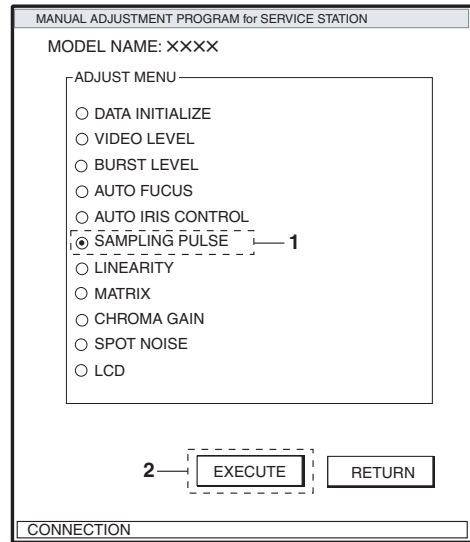 MANUAL ADJUSTMENT PROGRAM for SERVICE STATION
MODEL NAME: XXXX
ADJUST MENU
DATA INITIALIZE
VIDEO LEVEL
BURST LEVEL
AUTO FUCUS
AUTO IRIS CONTROL
SAMPLING PULSE 1
LINEARITY
MATRIX
CHROMA GAIN
SPOT NOISE
LCD
2 EXECUTE RETURN
CONNECTION